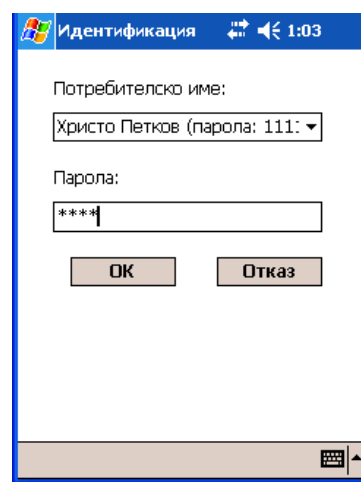 Идентификация 1:03
Потребителско име:
Христо Петков (парола: 111
Парола:
****
OK Отказ